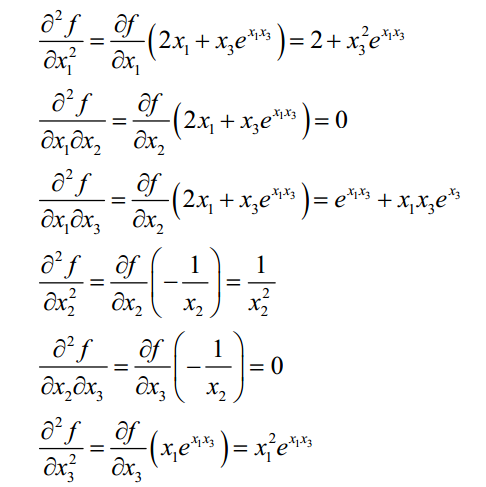 ∂²f/∂x₁² = ∂f/∂x₁ (2x₁ + x₃e^{x₁x₃}) = 2 + x₃²e^{x₁x₃}
∂²f/∂x₁∂x₂ = ∂f/∂x₂ (2x₁ + x₃e^{x₁x₃}) = 0
∂²f/∂x₁∂x₃ = ∂f/∂x₂ (2x₁ + x₃e^{x₁x₃}) = e^{x₁x₃} + x₁x₃e^{x₃}
∂²f/∂x₂² = ∂f/∂x₂ (−1/x₂) = 1/x₂²
∂²f/∂x₂∂x₃ = ∂f/∂x₃ (−1/x₂) = 0
∂²f/∂x₃² = ∂f/∂x₃ (x₁e^{x₁x₃}) = x₁²e^{x₁x₃}